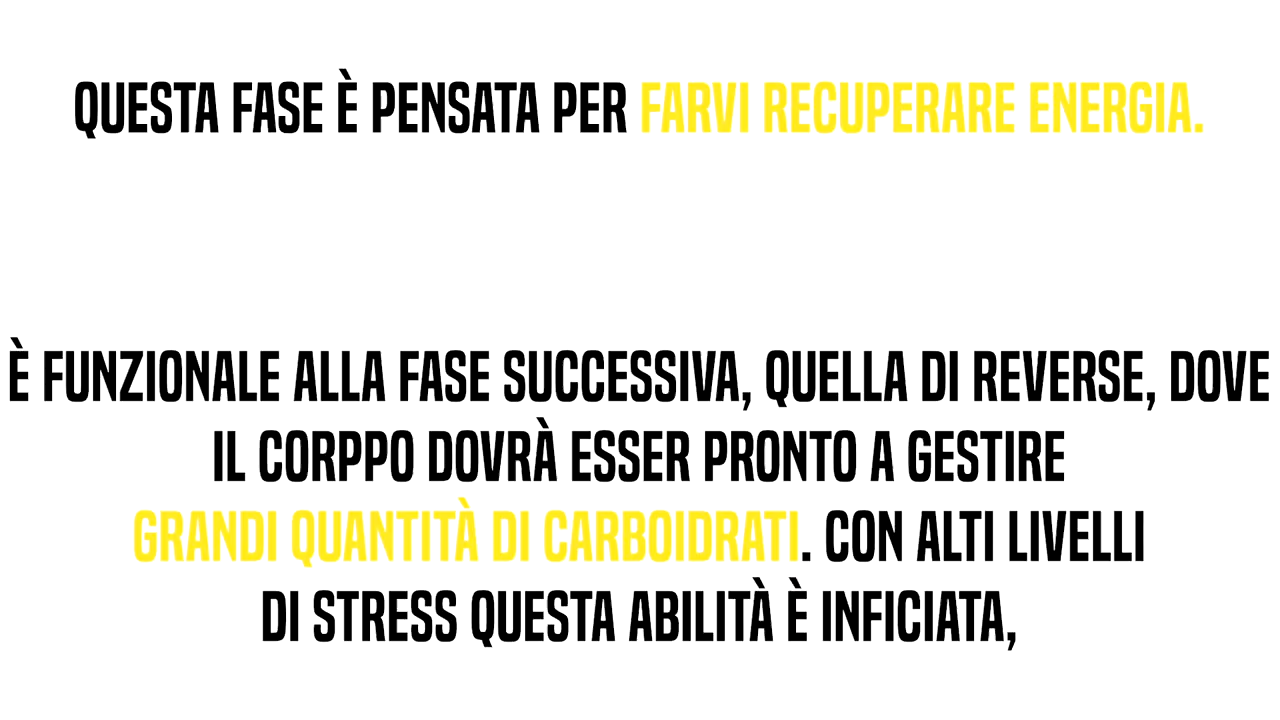 QUESTA FASE È PENSATA PER FARVI RECUPERARE ENERGIA.
È FUNZIONALE ALLA FASE SUCCESSIVA, QUELLA DI REVERSE, DOVE
IL CORPPO DOVRÀ ESSER PRONTO A GESTIRE
GRANDI QUANTITÀ DI CARBOIDRATI. CON ALTI LIVELLI
DI STRESS QUESTA ABILITÀ È INFICIATA,